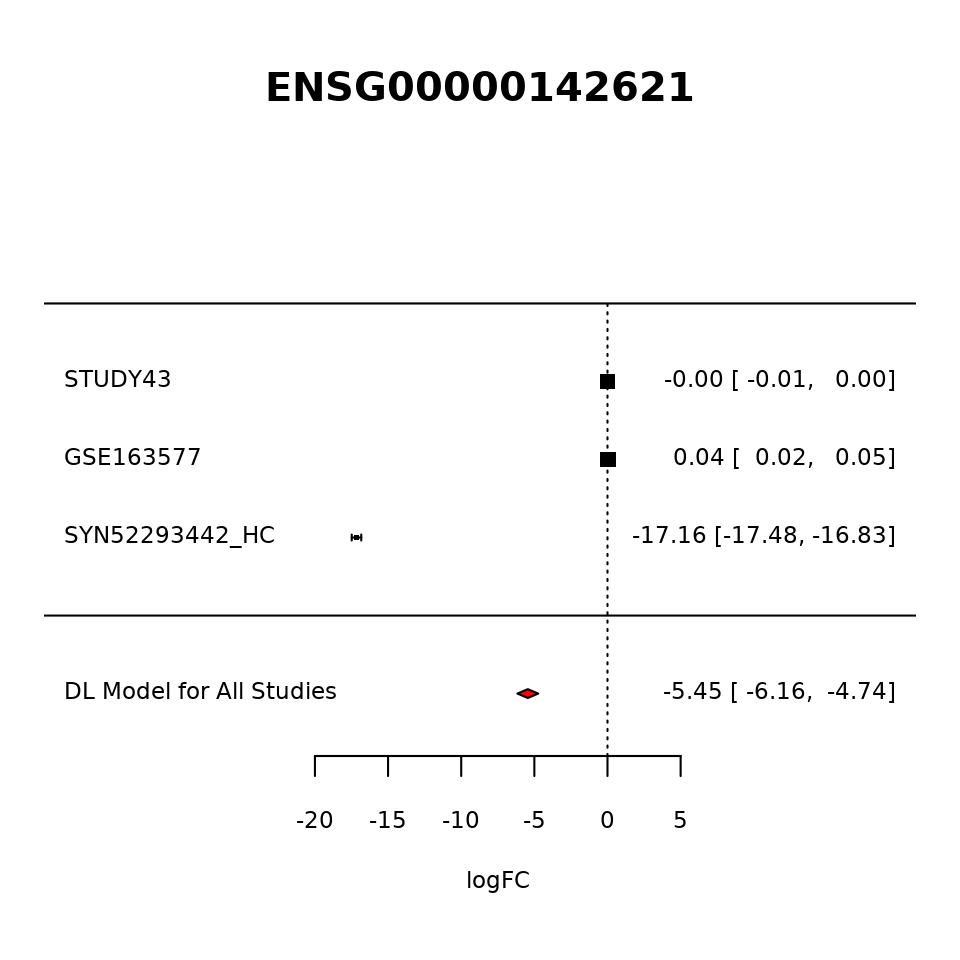 ENSG00000142621
STUDY43 -0.00 [ -0.01, 0.00]
GSE163577 0.04 [ 0.02, 0.05]
SYN52293442_HC -17.16 [-17.48, -16.83]
DL Model for All Studies -5.45 [ -6.16, -4.74]
-20 -15 -10 -5 0 5
logFC